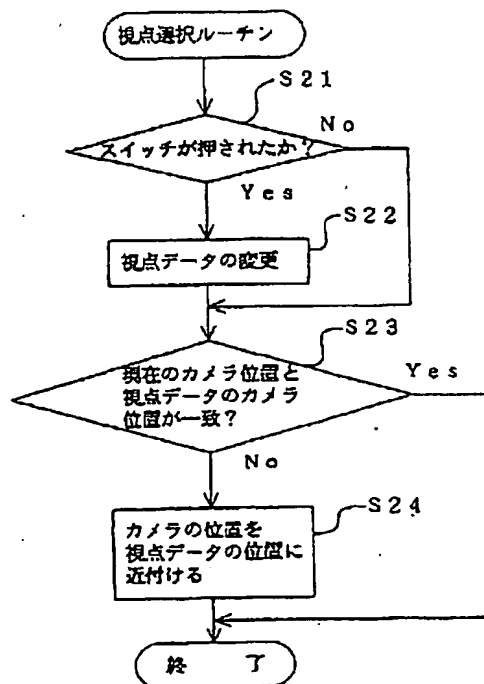 視点選択ルーチン
S21
スイッチが押されたか?
No
Yes
S22
視点データの変更
S23
現在のカメラ位置と
視点データのカメラ
位置が一致?
Yes
No
S24
カメラの位置を
視点データの位置に
近付ける
終 了